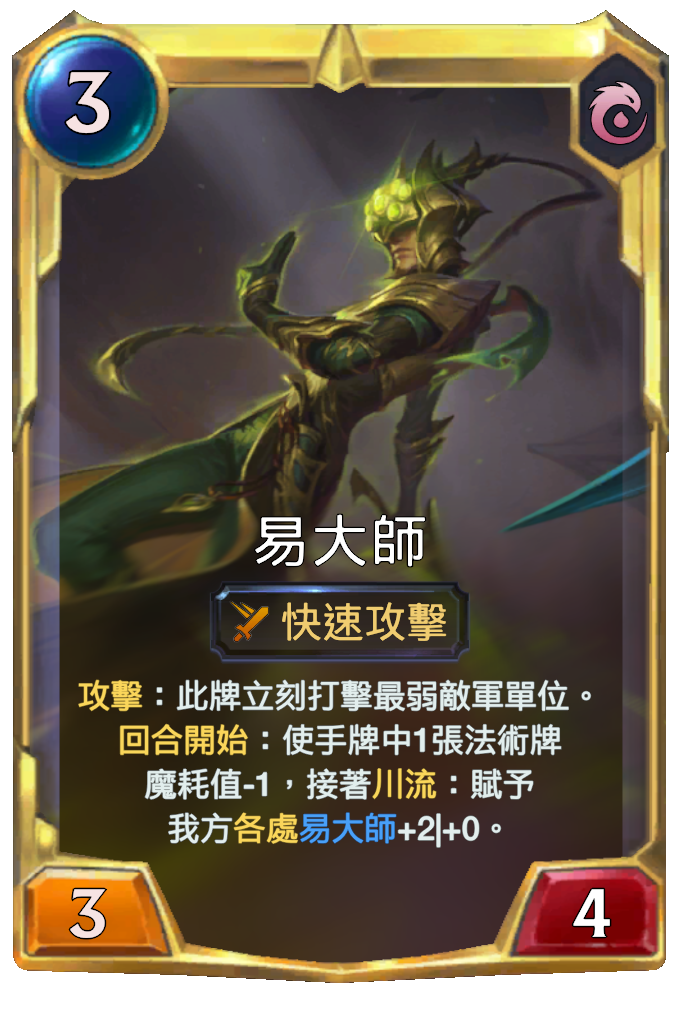 3
易大師
快速攻擊
攻擊：此牌立刻打擊最弱敵軍單位。
回合開始：使手牌中1張法術牌
魔耗值-1，接著川流：賦予
我方各處易大師+2|+0。
3
4